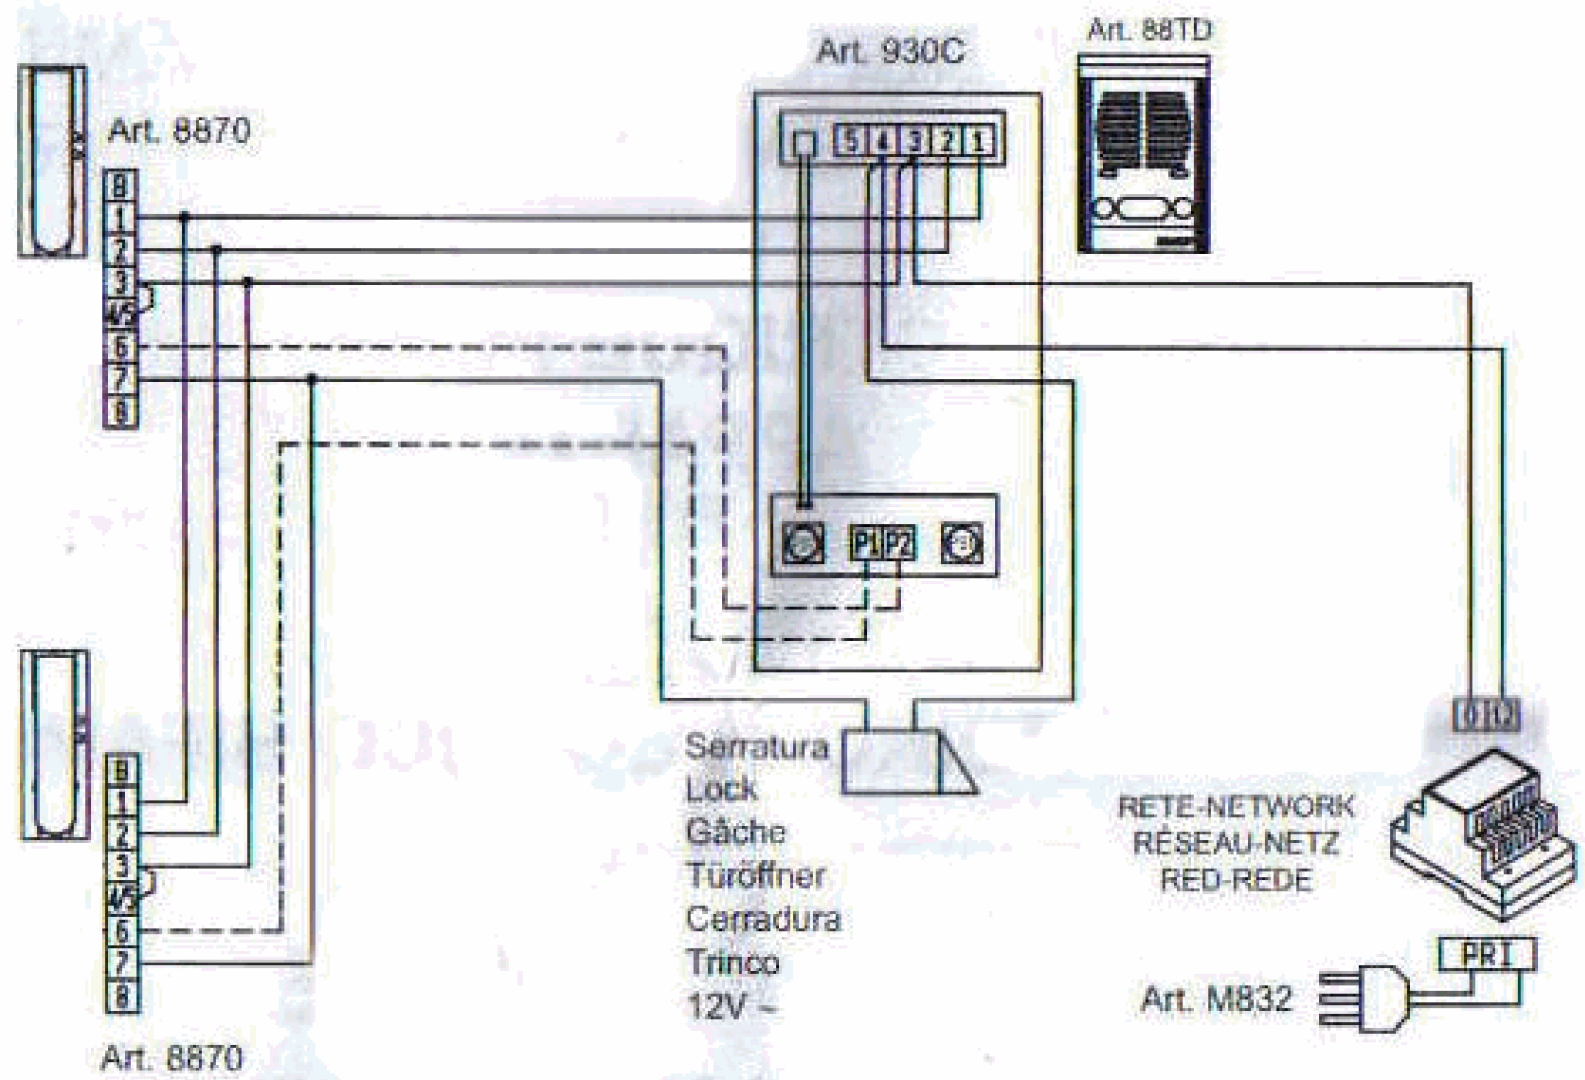 Art. 930C
Art. 88TD
Art. 8870
5 4 3 2 1
8
1
2
3
4/5
6
7
8
P1 P2
0 12
Serratura
Lock
Gâche
Türöffner
Cerradura
Trinco
12V ~
RETE-NETWORK
RÉSEAU-NETZ
RED-REDE
PRI
Art. M832
8
1
2
3
4/5
6
7
8
Art. 8870